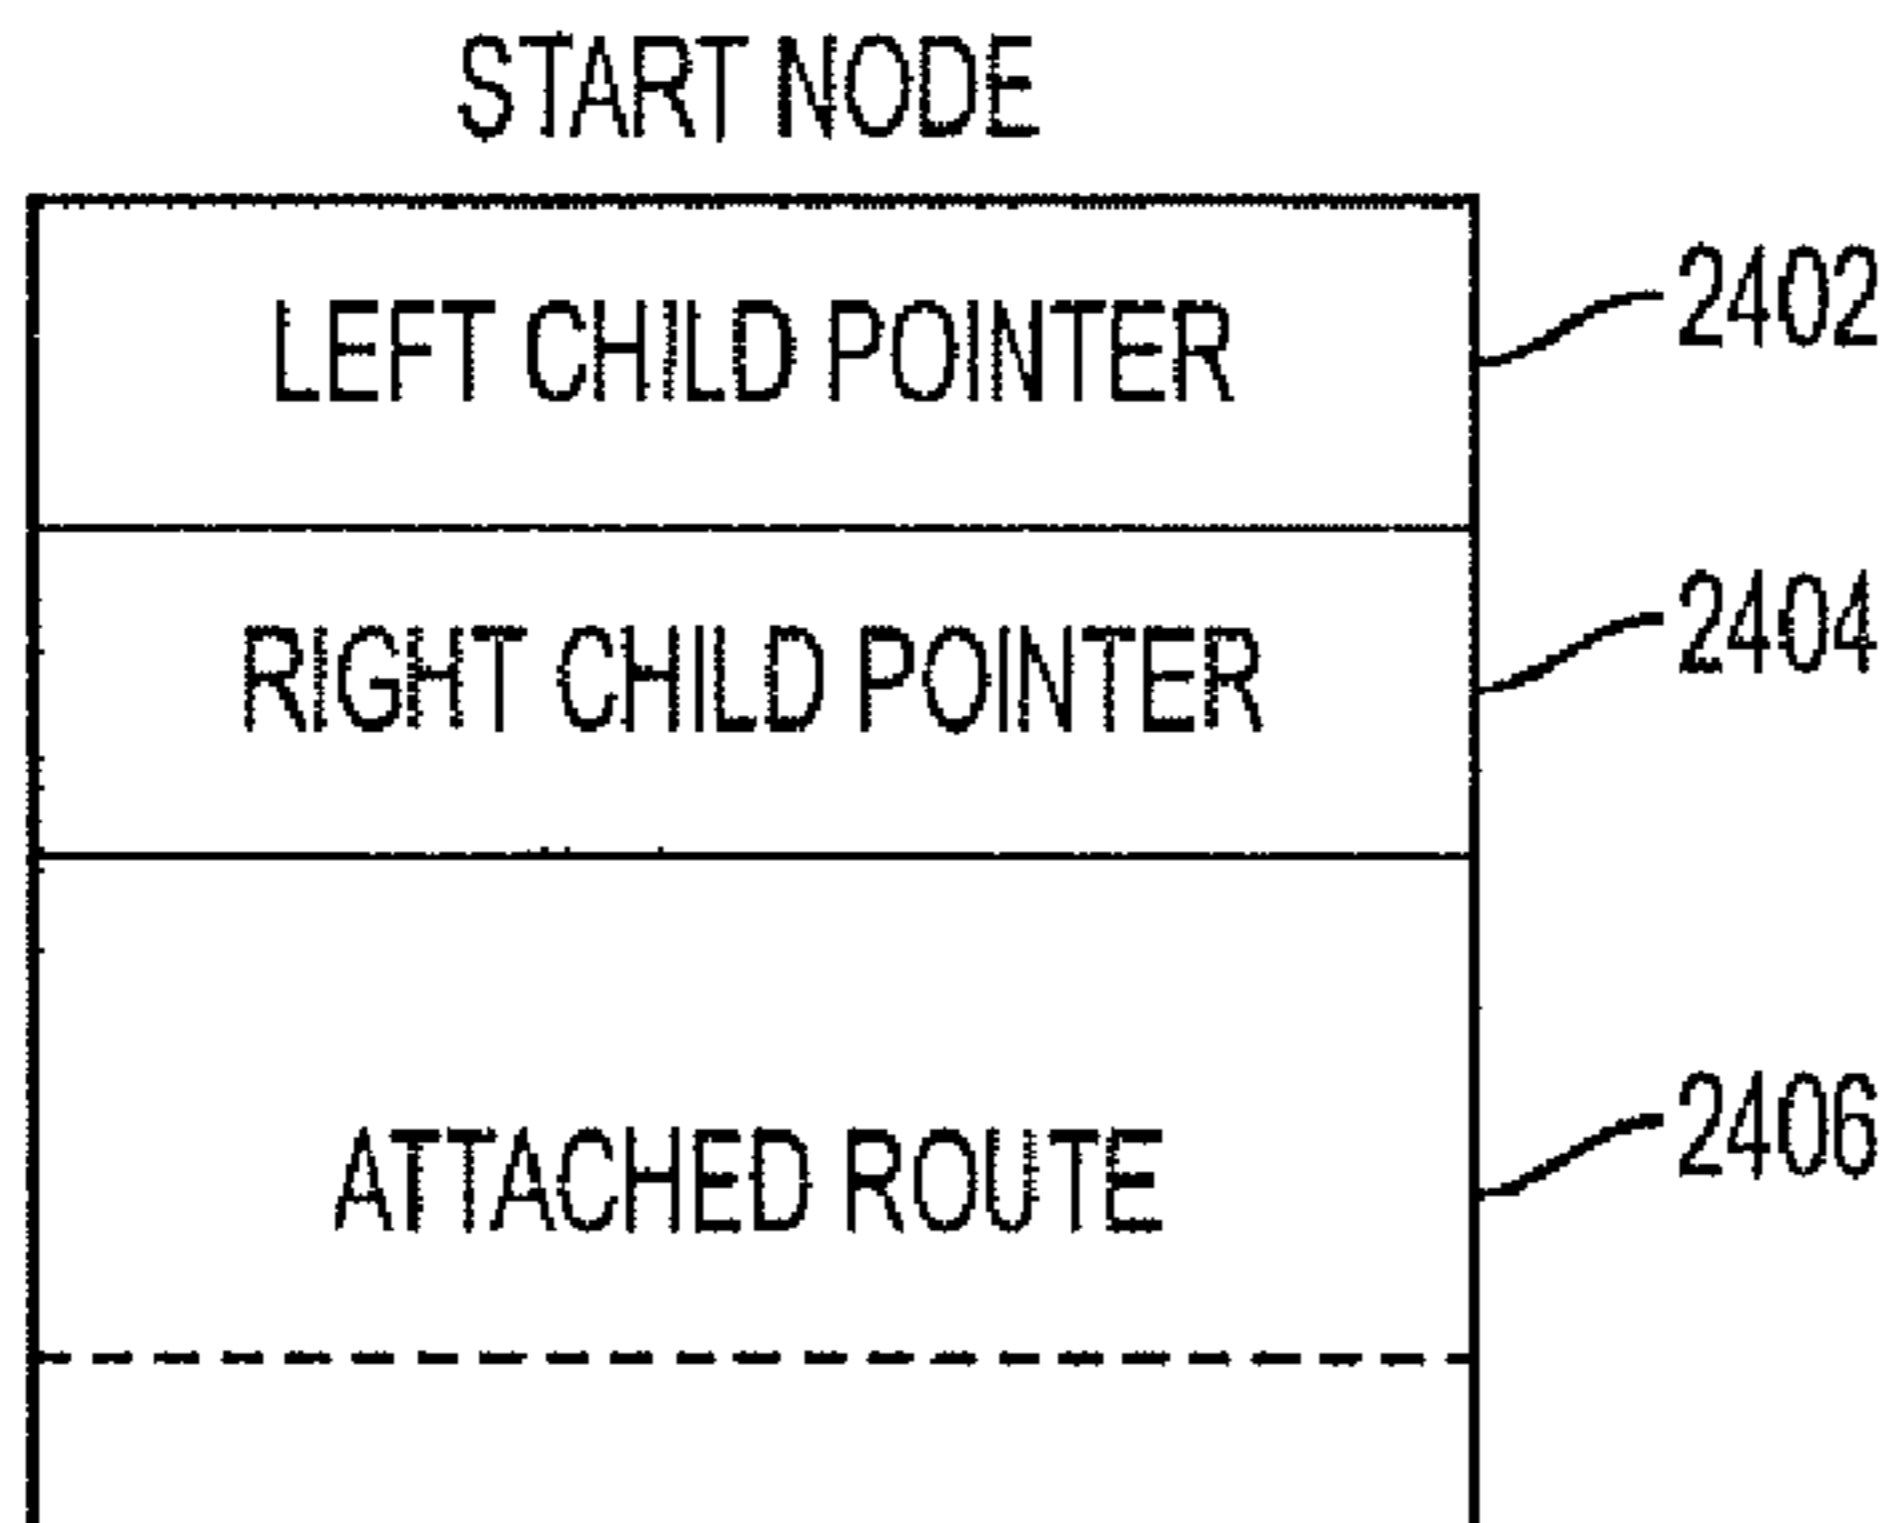 START NODE
LEFT CHILD POINTER 2402
RIGHT CHILD POINTER 2404
ATTACHED ROUTE 2406